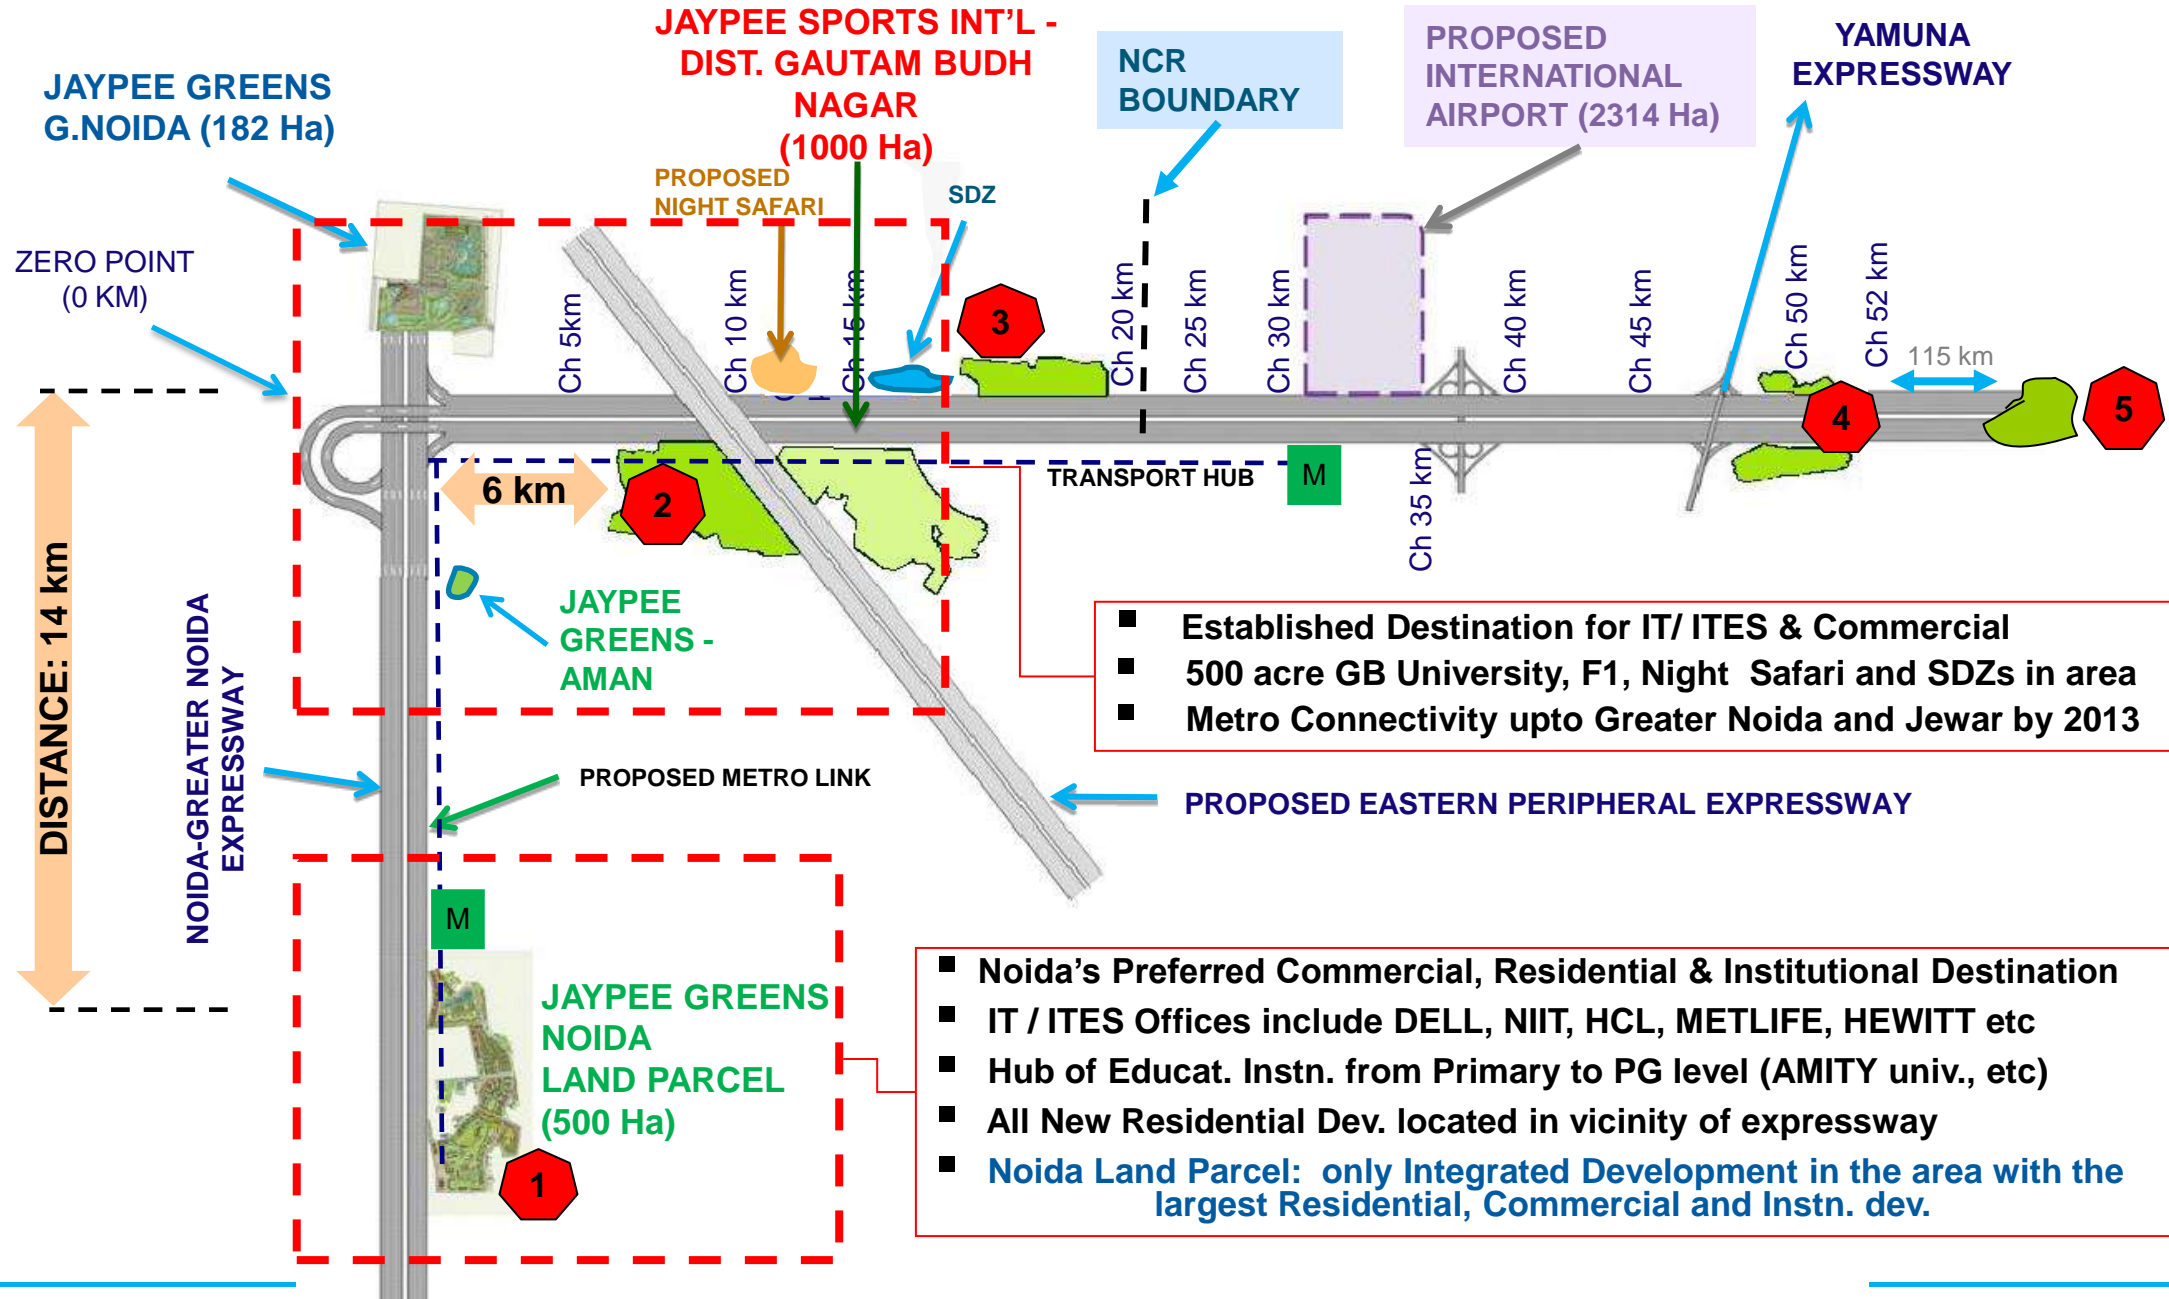 JAYPEE SPORTS INT'L -
DIST. GAUTAM BUDH
NAGAR
(1000 Ha)
JAYPEE GREENS
G.NOIDA (182 Ha)
NCR
BOUNDARY
PROPOSED
INTERNATIONAL
AIRPORT (2314 Ha)
YAMUNA
EXPRESSWAY
PROPOSED
NIGHT SAFARI
SDZ
ZERO POINT
(0 KM)
Ch 5km
Ch 10 km
Ch 15 km
3
Ch 20 km
Ch 25 km
Ch 30 km
Ch 40 km
Ch 45 km
Ch 50 km
Ch 52 km
115 km
4
5
6 km
2
TRANSPORT HUB
M
Ch 35 km
DISTANCE: 14 km
NOIDA-GREATER NOIDA
EXPRESSWAY
JAYPEE
GREENS -
AMAN
■ Established Destination for IT/ ITES & Commercial
■ 500 acre GB University, F1, Night Safari and SDZs in area
■ Metro Connectivity upto Greater Noida and Jewar by 2013
PROPOSED METRO LINK
PROPOSED EASTERN PERIPHERAL EXPRESSWAY
M
JAYPEE GREENS
NOIDA
LAND PARCEL
(500 Ha)
1
■ Noida's Preferred Commercial, Residential & Institutional Destination
■ IT / ITES Offices include DELL, NIIT, HCL, METLIFE, HEWITT etc
■ Hub of Educat. Instn. from Primary to PG level (AMITY univ., etc)
■ All New Residential Dev. located in vicinity of expressway
■ Noida Land Parcel: only Integrated Development in the area with the
largest Residential, Commercial and Instn. dev.